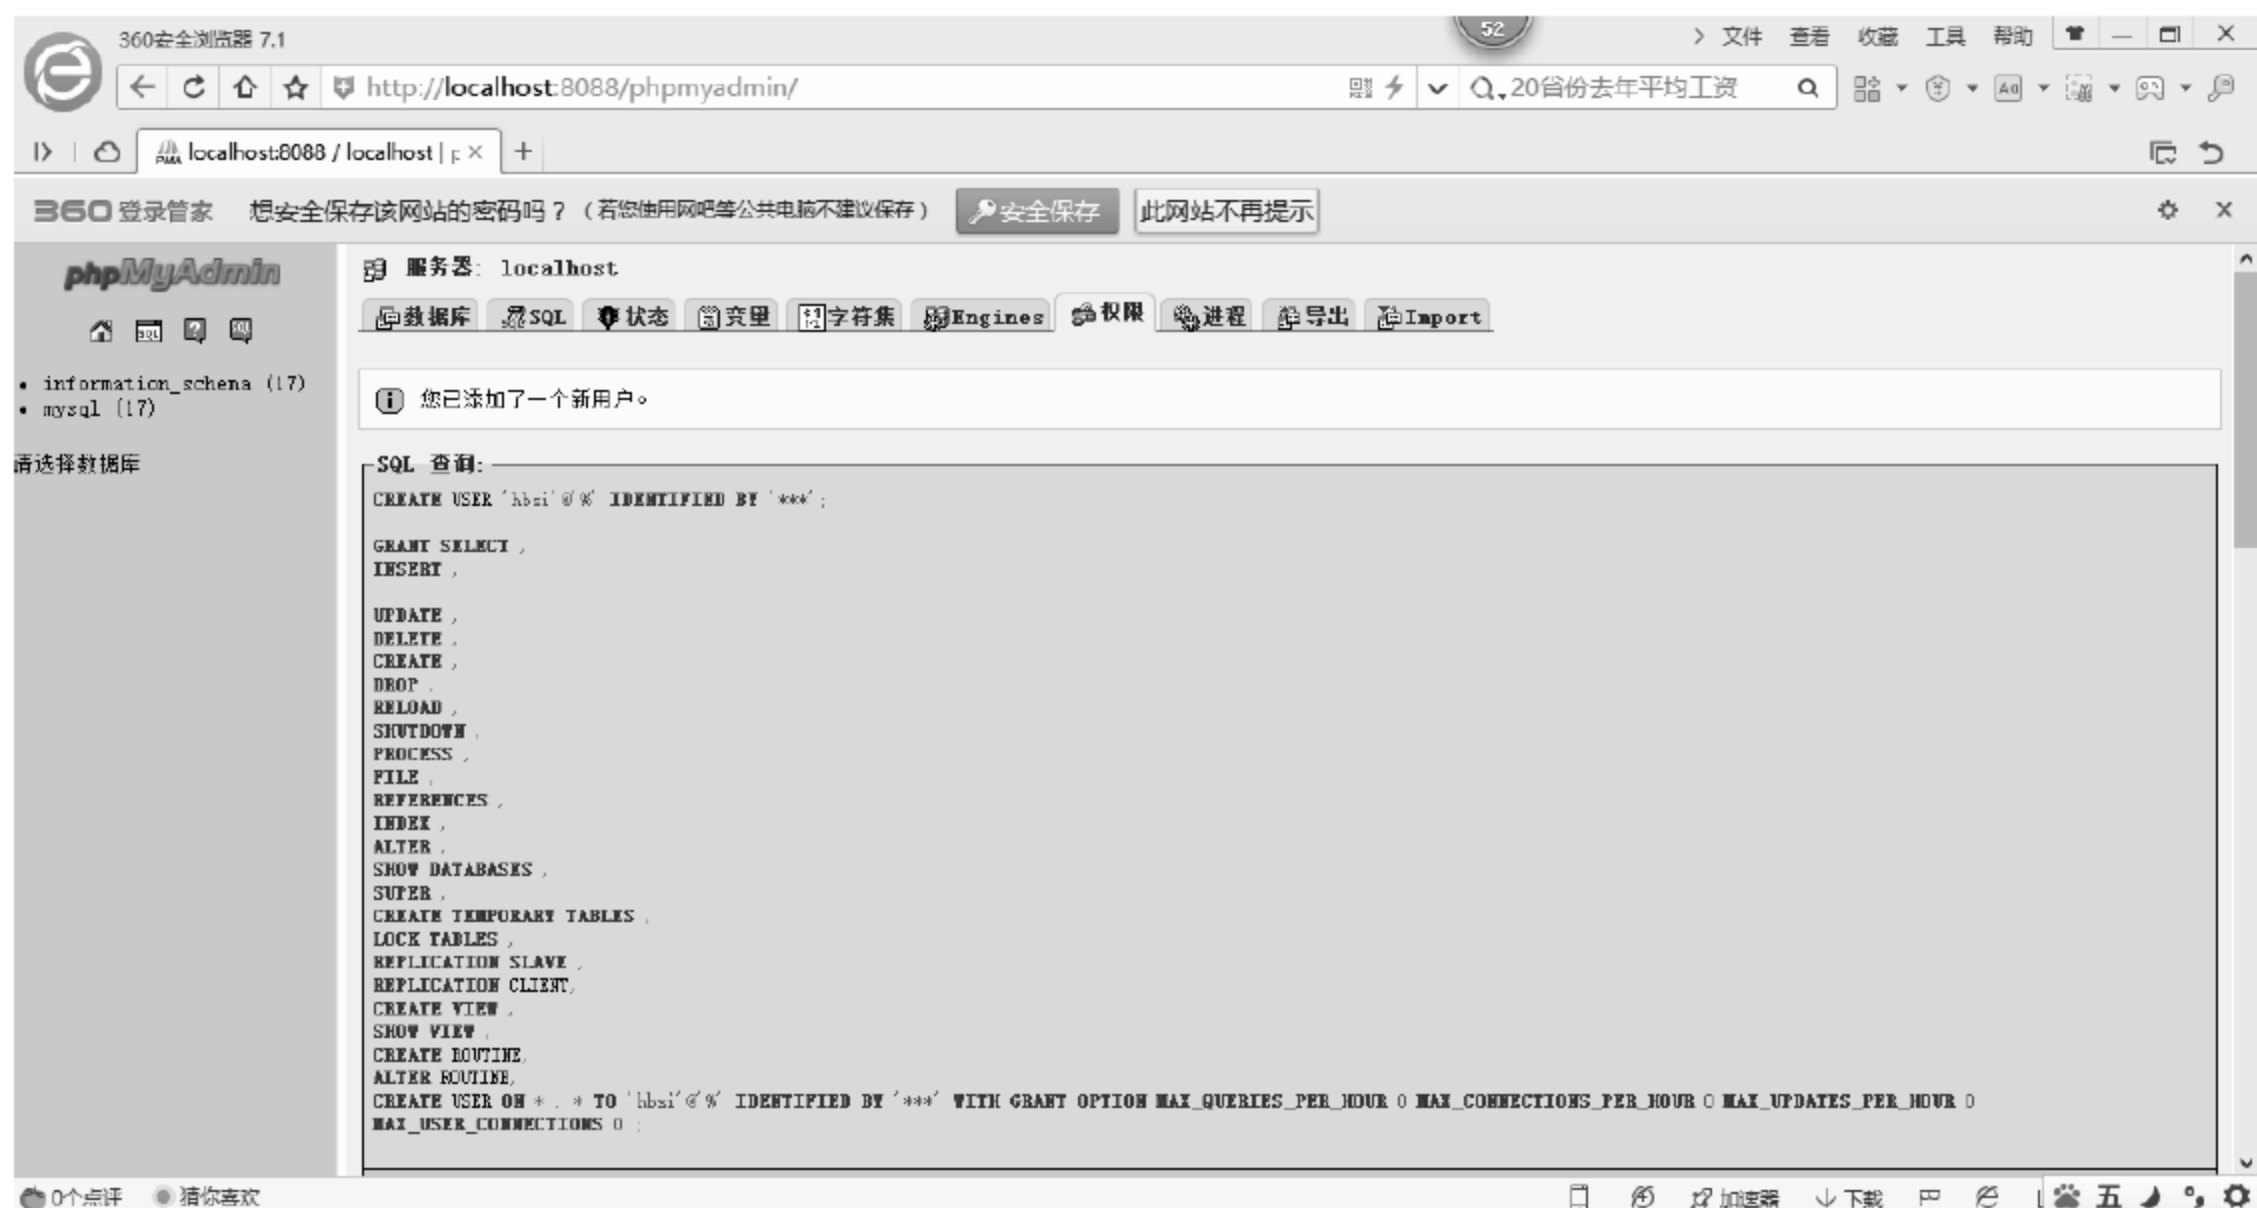 52
360安全浏览器 7.1
文件 查看 收藏 工具 帮助
http://localhost:8088/phpmyadmin/
20省份去年平均工资
localhost:8088 / localhost | p
360登录管家 想安全保存该网站的密码吗?(若您使用网吧等公共电脑不建议保存) 安全保存 此网站不再提示
phpMyAdmin
服务器: localhost
数据库 SQL 状态 变量 字符集 Engines 权限 进程 导出 Import
information_schema (17)
mysql (17)
请选择数据库
您已添加了一个新用户。
SQL 查询:
CREATE USER 'hbsi'@'%' IDENTIFIED BY '***';
GRANT SELECT ,
INSERT ,
UPDATE ,
DELETE ,
CREATE ,
DROP ,
RELOAD ,
SHUTDOWN ,
PROCESS ,
FILE ,
REFERENCES ,
INDEX ,
ALTER ,
SHOW DATABASES ,
SUPER ,
CREATE TEMPORARY TABLES ,
LOCK TABLES ,
REPLICATION SLAVE ,
REPLICATION CLIENT,
CREATE VIEW ,
SHOW VIEW ,
CREATE ROUTINE,
ALTER ROUTINE,
CREATE USER ON * . * TO 'hbsi'@'%' IDENTIFIED BY '***' WITH GRANT OPTION MAX_QUERIES_PER_HOUR 0 MAX_CONNECTIONS_PER_HOUR 0 MAX_UPDATES_PER_HOUR 0
MAX_USER_CONNECTIONS 0 ;
0个点评 猜你喜欢 加速器 下载 五